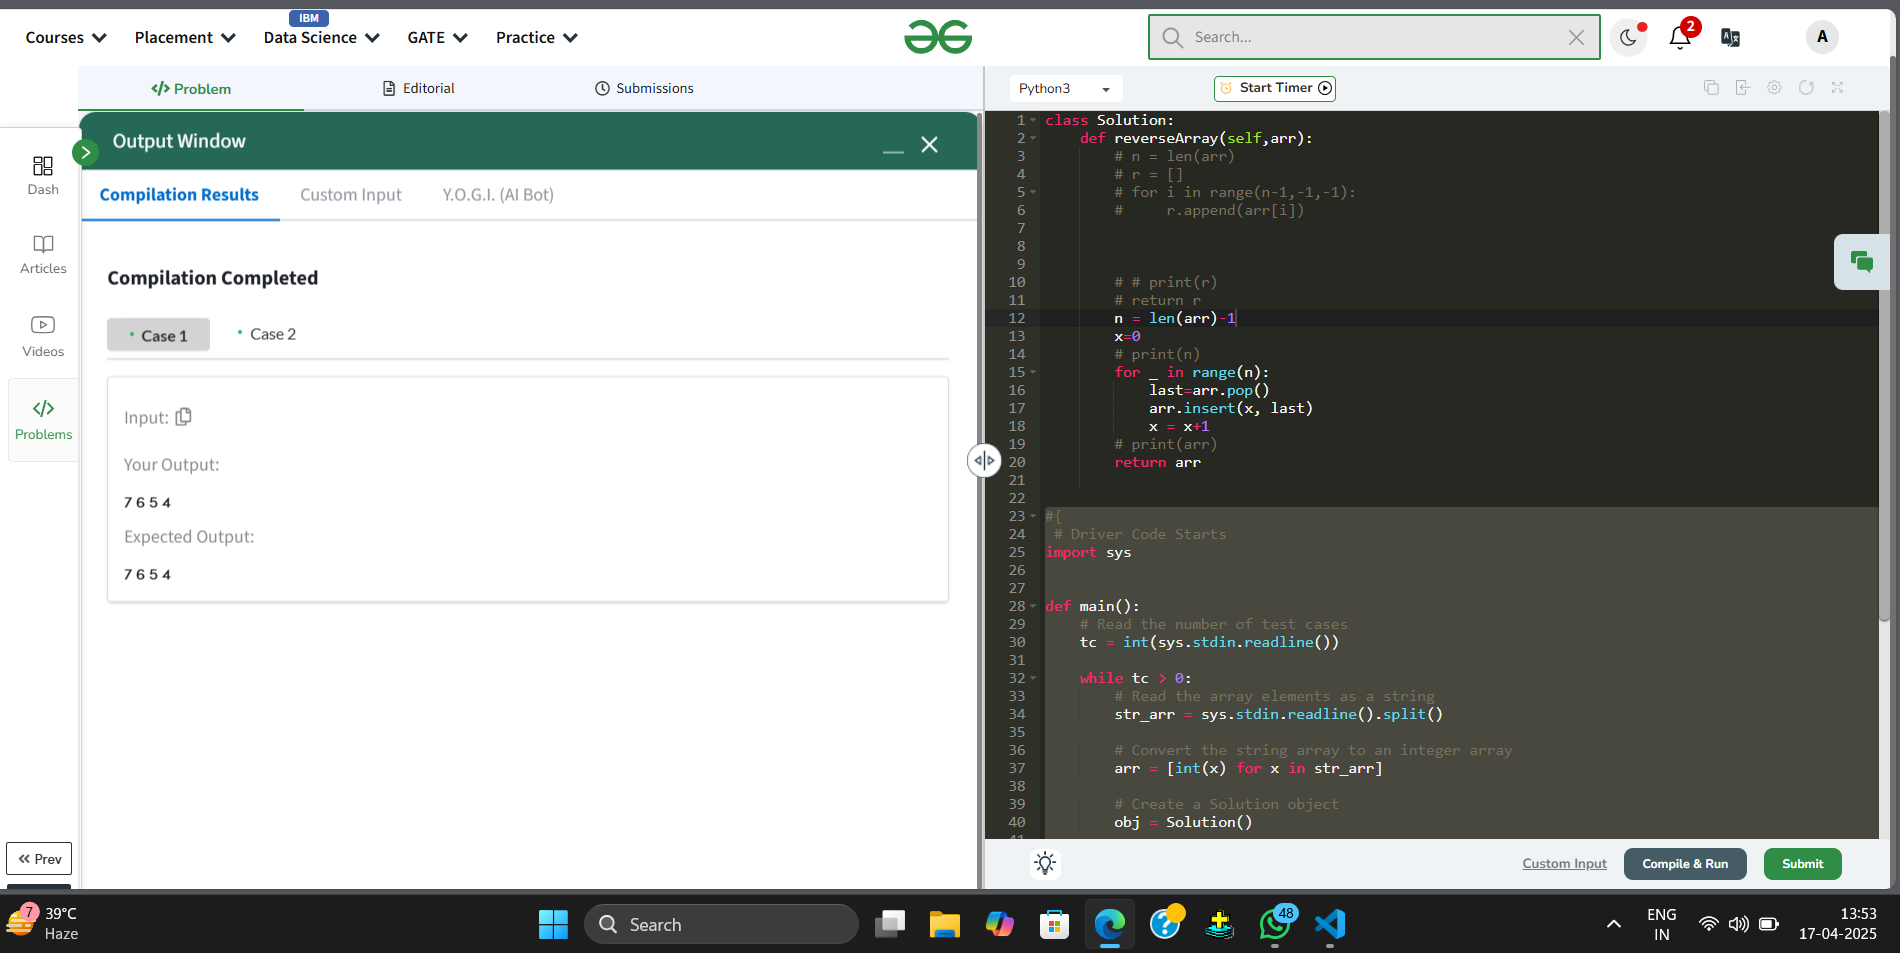 IBM
Courses Placement Data Science GATE Practice
Search...
2
A
Problem Editorial Submissions
Python3
Start Timer
Output Window
Dash
Articles
Videos
Problems
Prev
Compilation Results Custom Input Y.O.G.I. (AI Bot)
Compilation Completed
Case 1 Case 2
Input:
Your Output:
7 6 5 4
Expected Output:
7 6 5 4
1 class Solution:
2 def reverseArray(self,arr):
3 # n = len(arr)
4 # r = []
5 # for i in range(n-1,-1,-1):
6 # r.append(arr[i])
7
8
9
10 # # print(r)
11 # return r
12 n = len(arr)-1
13 x=0
14 # print(n)
15 for _ in range(n):
16 last=arr.pop()
17 arr.insert(x, last)
18 x = x+1
19 # print(arr)
20 return arr
21
22
23 #{
24 # Driver Code Starts
25 import sys
26
27
28 def main():
29 # Read the number of test cases
30 tc = int(sys.stdin.readline())
31
32 while tc > 0:
33 # Read the array elements as a string
34 str_arr = sys.stdin.readline().split()
35
36 # Convert the string array to an integer array
37 arr = [int(x) for x in str_arr]
38
39 # Create a Solution object
40 obj = Solution()
41
Custom Input Compile & Run Submit
7
39°C
Haze
Search
48
ENG
IN
13:53
17-04-2025